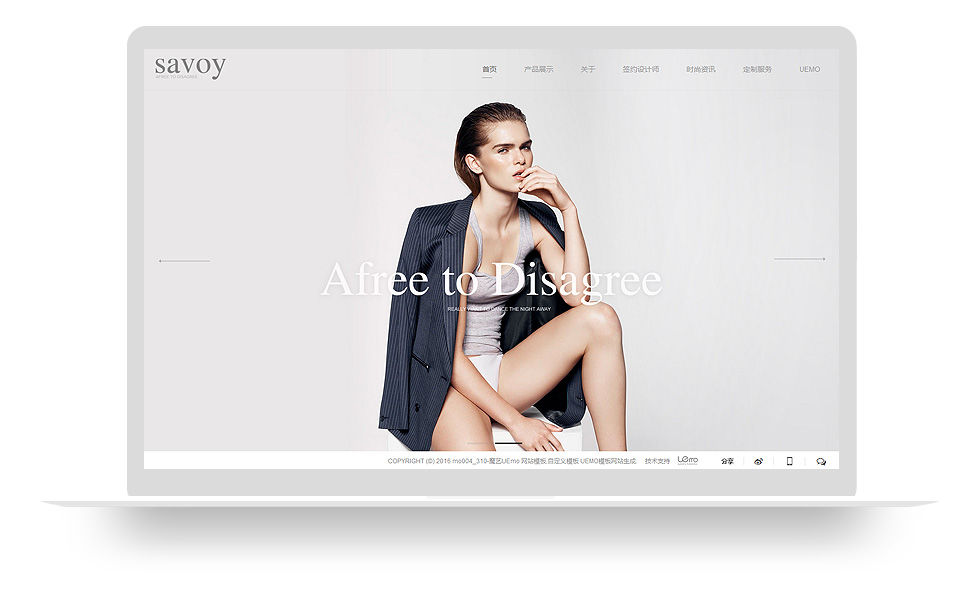 savoy
AFREE TO DISAGREE
首页 产品展示 关于 签约设计师 时尚资讯 定制服务 UEMO
Afree to Disagree
REALLY WANT TO DANCE THE NIGHT AWAY
COPYRIGHT (©) 2016 mo004_310-魔艺UEmo 网站模板,自定义模板 UEMO模板网站生成. 技术支持 分享